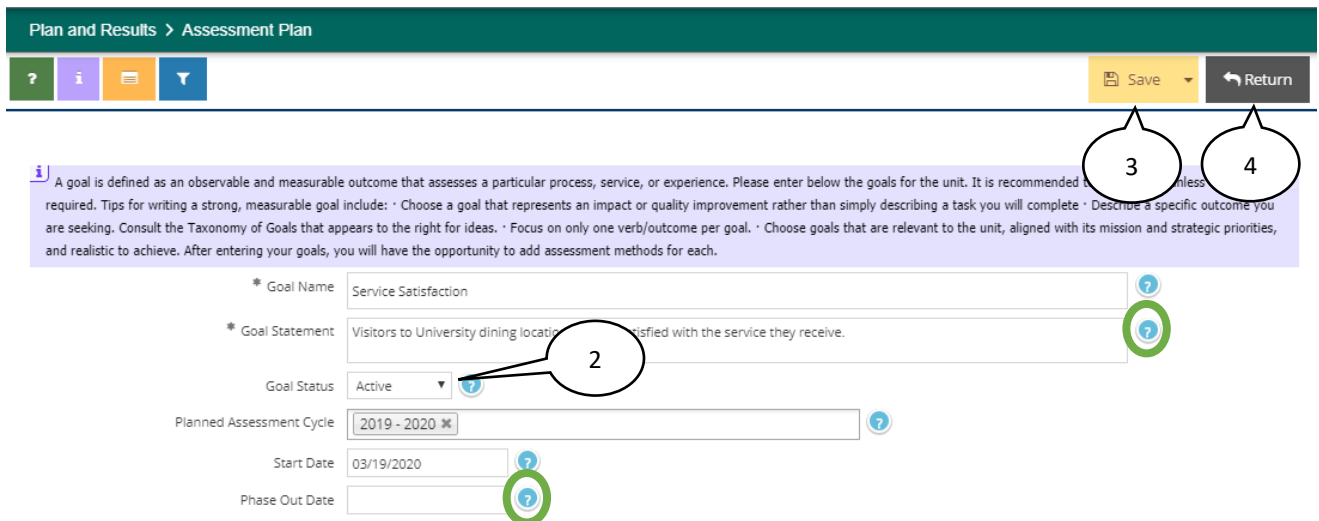 Plan and Results > Assessment Plan
? i Save Return
3 4
i A goal is defined as an observable and measurable outcome that assesses a particular process, service, or experience. Please enter below the goals for the unit. It is recommended
required. Tips for writing a strong, measurable goal include: · Choose a goal that represents an impact or quality improvement rather than simply describing a task you will complete · Describe a specific outcome you
are seeking. Consult the Taxonomy of Goals that appears to the right for ideas. · Focus on only one verb/outcome per goal. · Choose goals that are relevant to the unit, aligned with its mission and strategic priorities,
and realistic to achieve. After entering your goals, you will have the opportunity to add assessment methods for each.
* Goal Name Service Satisfaction ?
* Goal Statement Visitors to University dining with the service they receive. ?
2
Goal Status Active ?
Planned Assessment Cycle 2019 - 2020 ✖ ?
Start Date 03/19/2020 ?
Phase Out Date ?